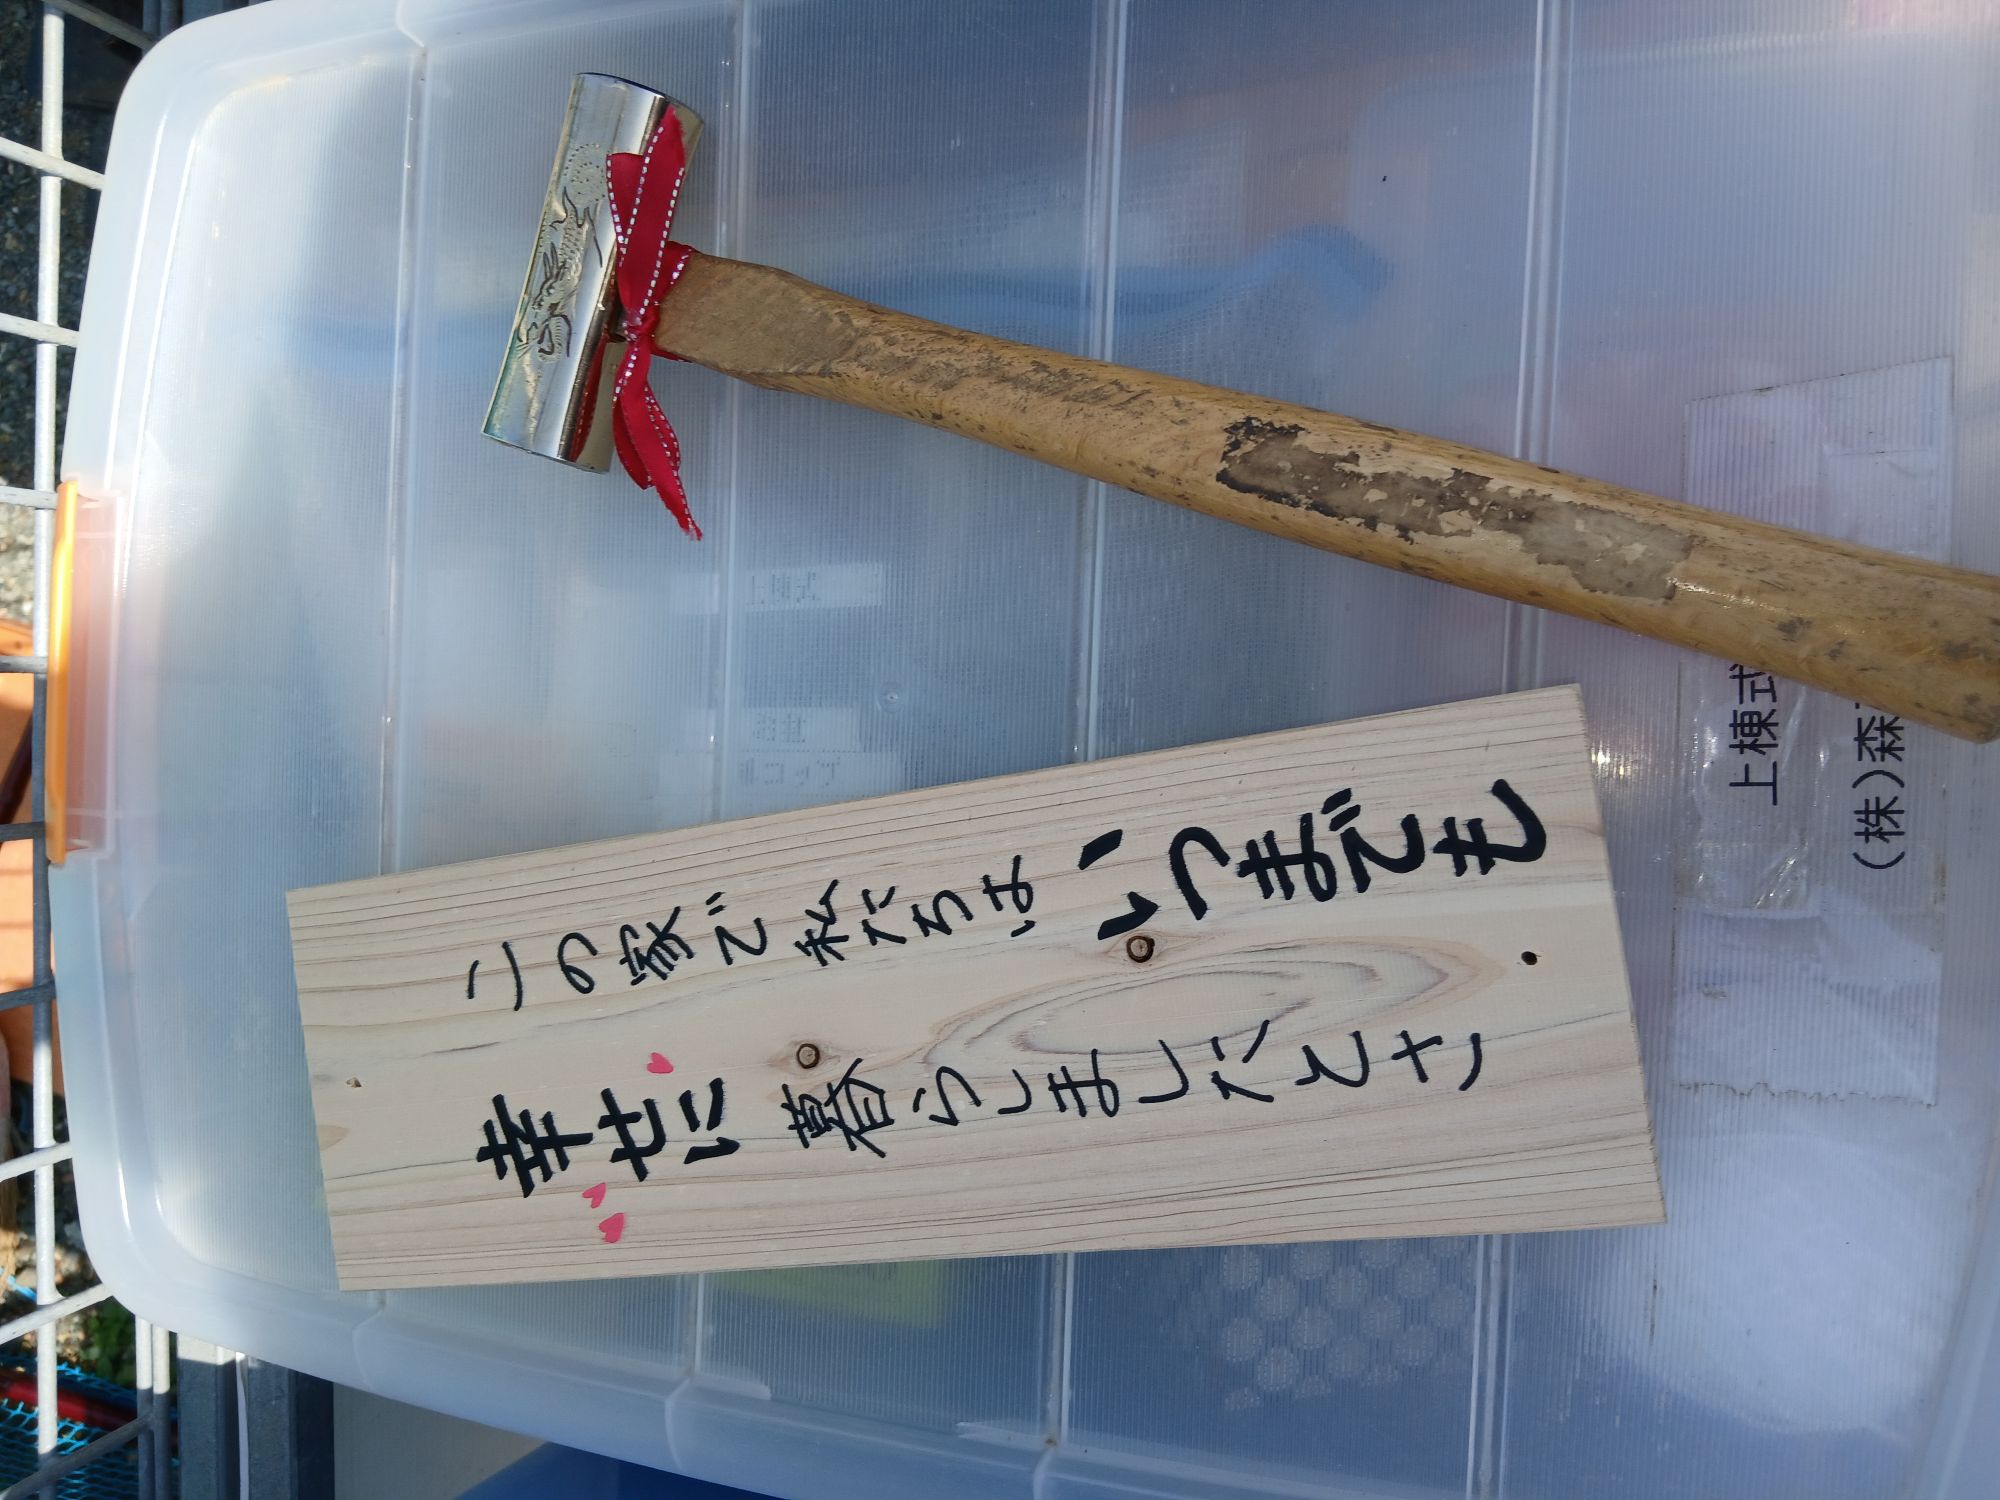 この家で私たちは
いつまでも
幸せに
暮らしましたとさ
上棟式
(株)森